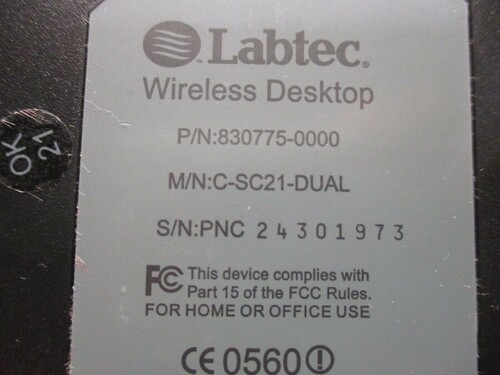 Labtec.
Wireless Desktop
P/N:830775-0000
M/N:C-SC21-DUAL
S/N:PNC 24301973
FC This device complies with
Part 15 of the FCC Rules.
FOR HOME OR OFFICE USE
CE 0560
OK
21